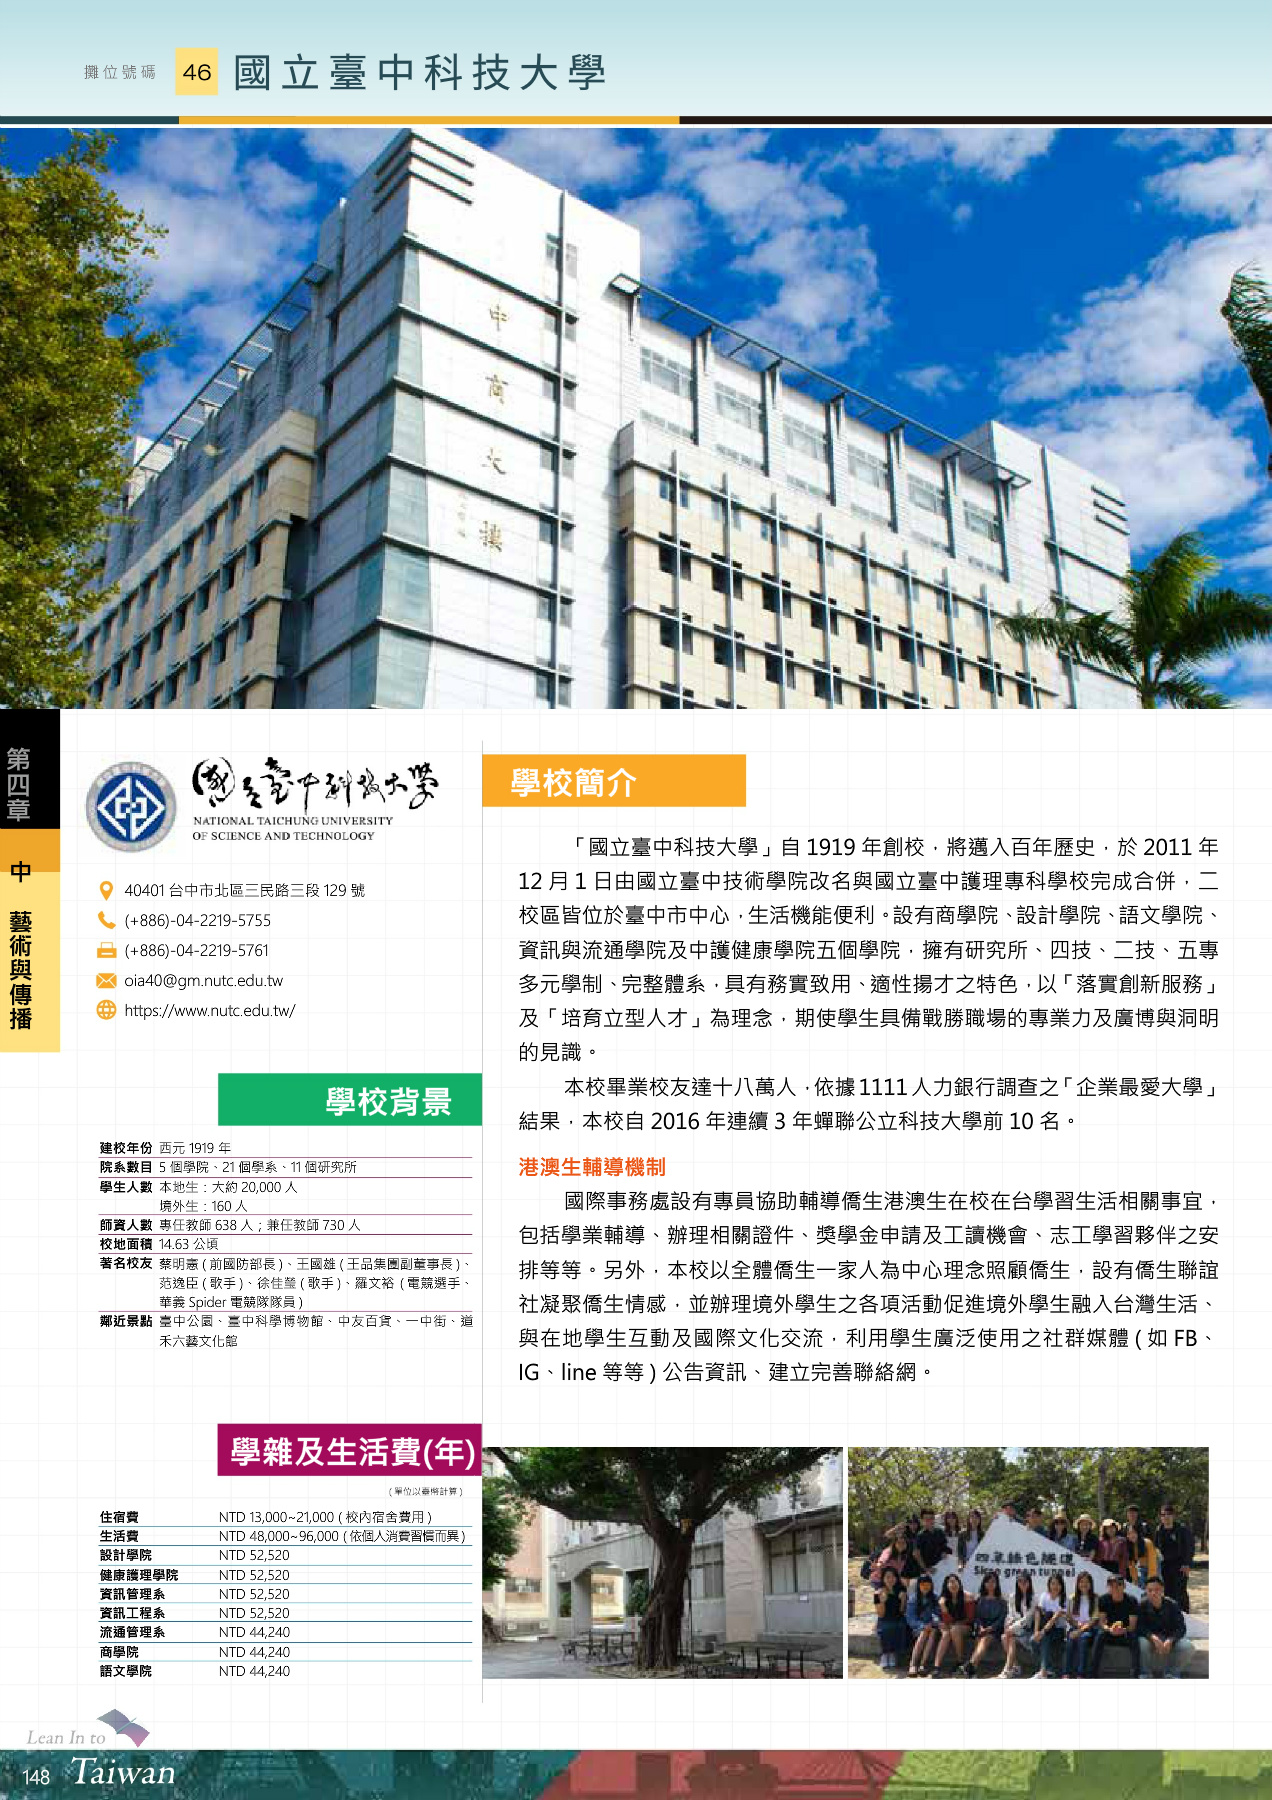 攤位號碼 46 國立臺中科技大學
中
商
大
樓
第四章
中 藝術與傳播
國立臺中科技大學
NATIONAL TAICHUNG UNIVERSITY
OF SCIENCE AND TECHNOLOGY
40401 台中市北區三民路三段 129 號
(+886)-04-2219-5755
(+886)-04-2219-5761
oia40@gm.nutc.edu.tw
https://www.nutc.edu.tw/
學校背景
建校年份 西元 1919 年
院系數目 5 個學院、21 個學系、11 個研究所
學生人數 本地生：大約 20,000 人
境外生：160 人
師資人數 專任教師 638 人；兼任教師 730 人
校地面積 14.63 公頃
著名校友 蔡明憲 ( 前國防部長 )、王國雄 ( 王品集團副董事長 )、
范逸臣 ( 歌手 )、徐佳瑩 ( 歌手 )、羅文裕 ( 電競選手、
華義 Spider 電競隊隊員 )
鄰近景點 臺中公園、臺中科學博物館、中友百貨、一中街、道
禾六藝文化館
學雜及生活費(年)
( 單位以臺幣計算 )
住宿費 NTD 13,000~21,000 ( 校內宿舍費用 )
生活費 NTD 48,000~96,000 ( 依個人消費習慣而異 )
設計學院 NTD 52,520
健康護理學院 NTD 52,520
資訊管理系 NTD 52,520
資訊工程系 NTD 52,520
流通管理系 NTD 44,240
商學院 NTD 44,240
語文學院 NTD 44,240
學校簡介
「國立臺中科技大學」自 1919 年創校，將邁入百年歷史，於 2011 年
12 月 1 日由國立臺中技術學院改名與國立臺中護理專科學校完成合併，二
校區皆位於臺中市中心，生活機能便利。設有商學院、設計學院、語文學院、
資訊與流通學院及中護健康學院五個學院，擁有研究所、四技、二技、五專
多元學制、完整體系，具有務實致用、適性揚才之特色，以「落實創新服務」
及「培育立型人才」為理念，期使學生具備戰勝職場的專業力及廣博與洞明
的見識。
本校畢業校友達十八萬人，依據 1111 人力銀行調查之「企業最愛大學」
結果，本校自 2016 年連續 3 年蟬聯公立科技大學前 10 名。
港澳生輔導機制
國際事務處設有專員協助輔導僑生港澳生在校在台學習生活相關事宜，
包括學業輔導、辦理相關證件、獎學金申請及工讀機會、志工學習夥伴之安
排等等。另外，本校以全體僑生一家人為中心理念照顧僑生，設有僑生聯誼
社凝聚僑生情感，並辦理境外學生之各項活動促進境外學生融入台灣生活、
與在地學生互動及國際文化交流，利用學生廣泛使用之社群媒體 ( 如 FB、
IG、line 等等 ) 公告資訊、建立完善聯絡網。
四草綠色隧道
Sicao green tunnel
Lean In to
148 Taiwan